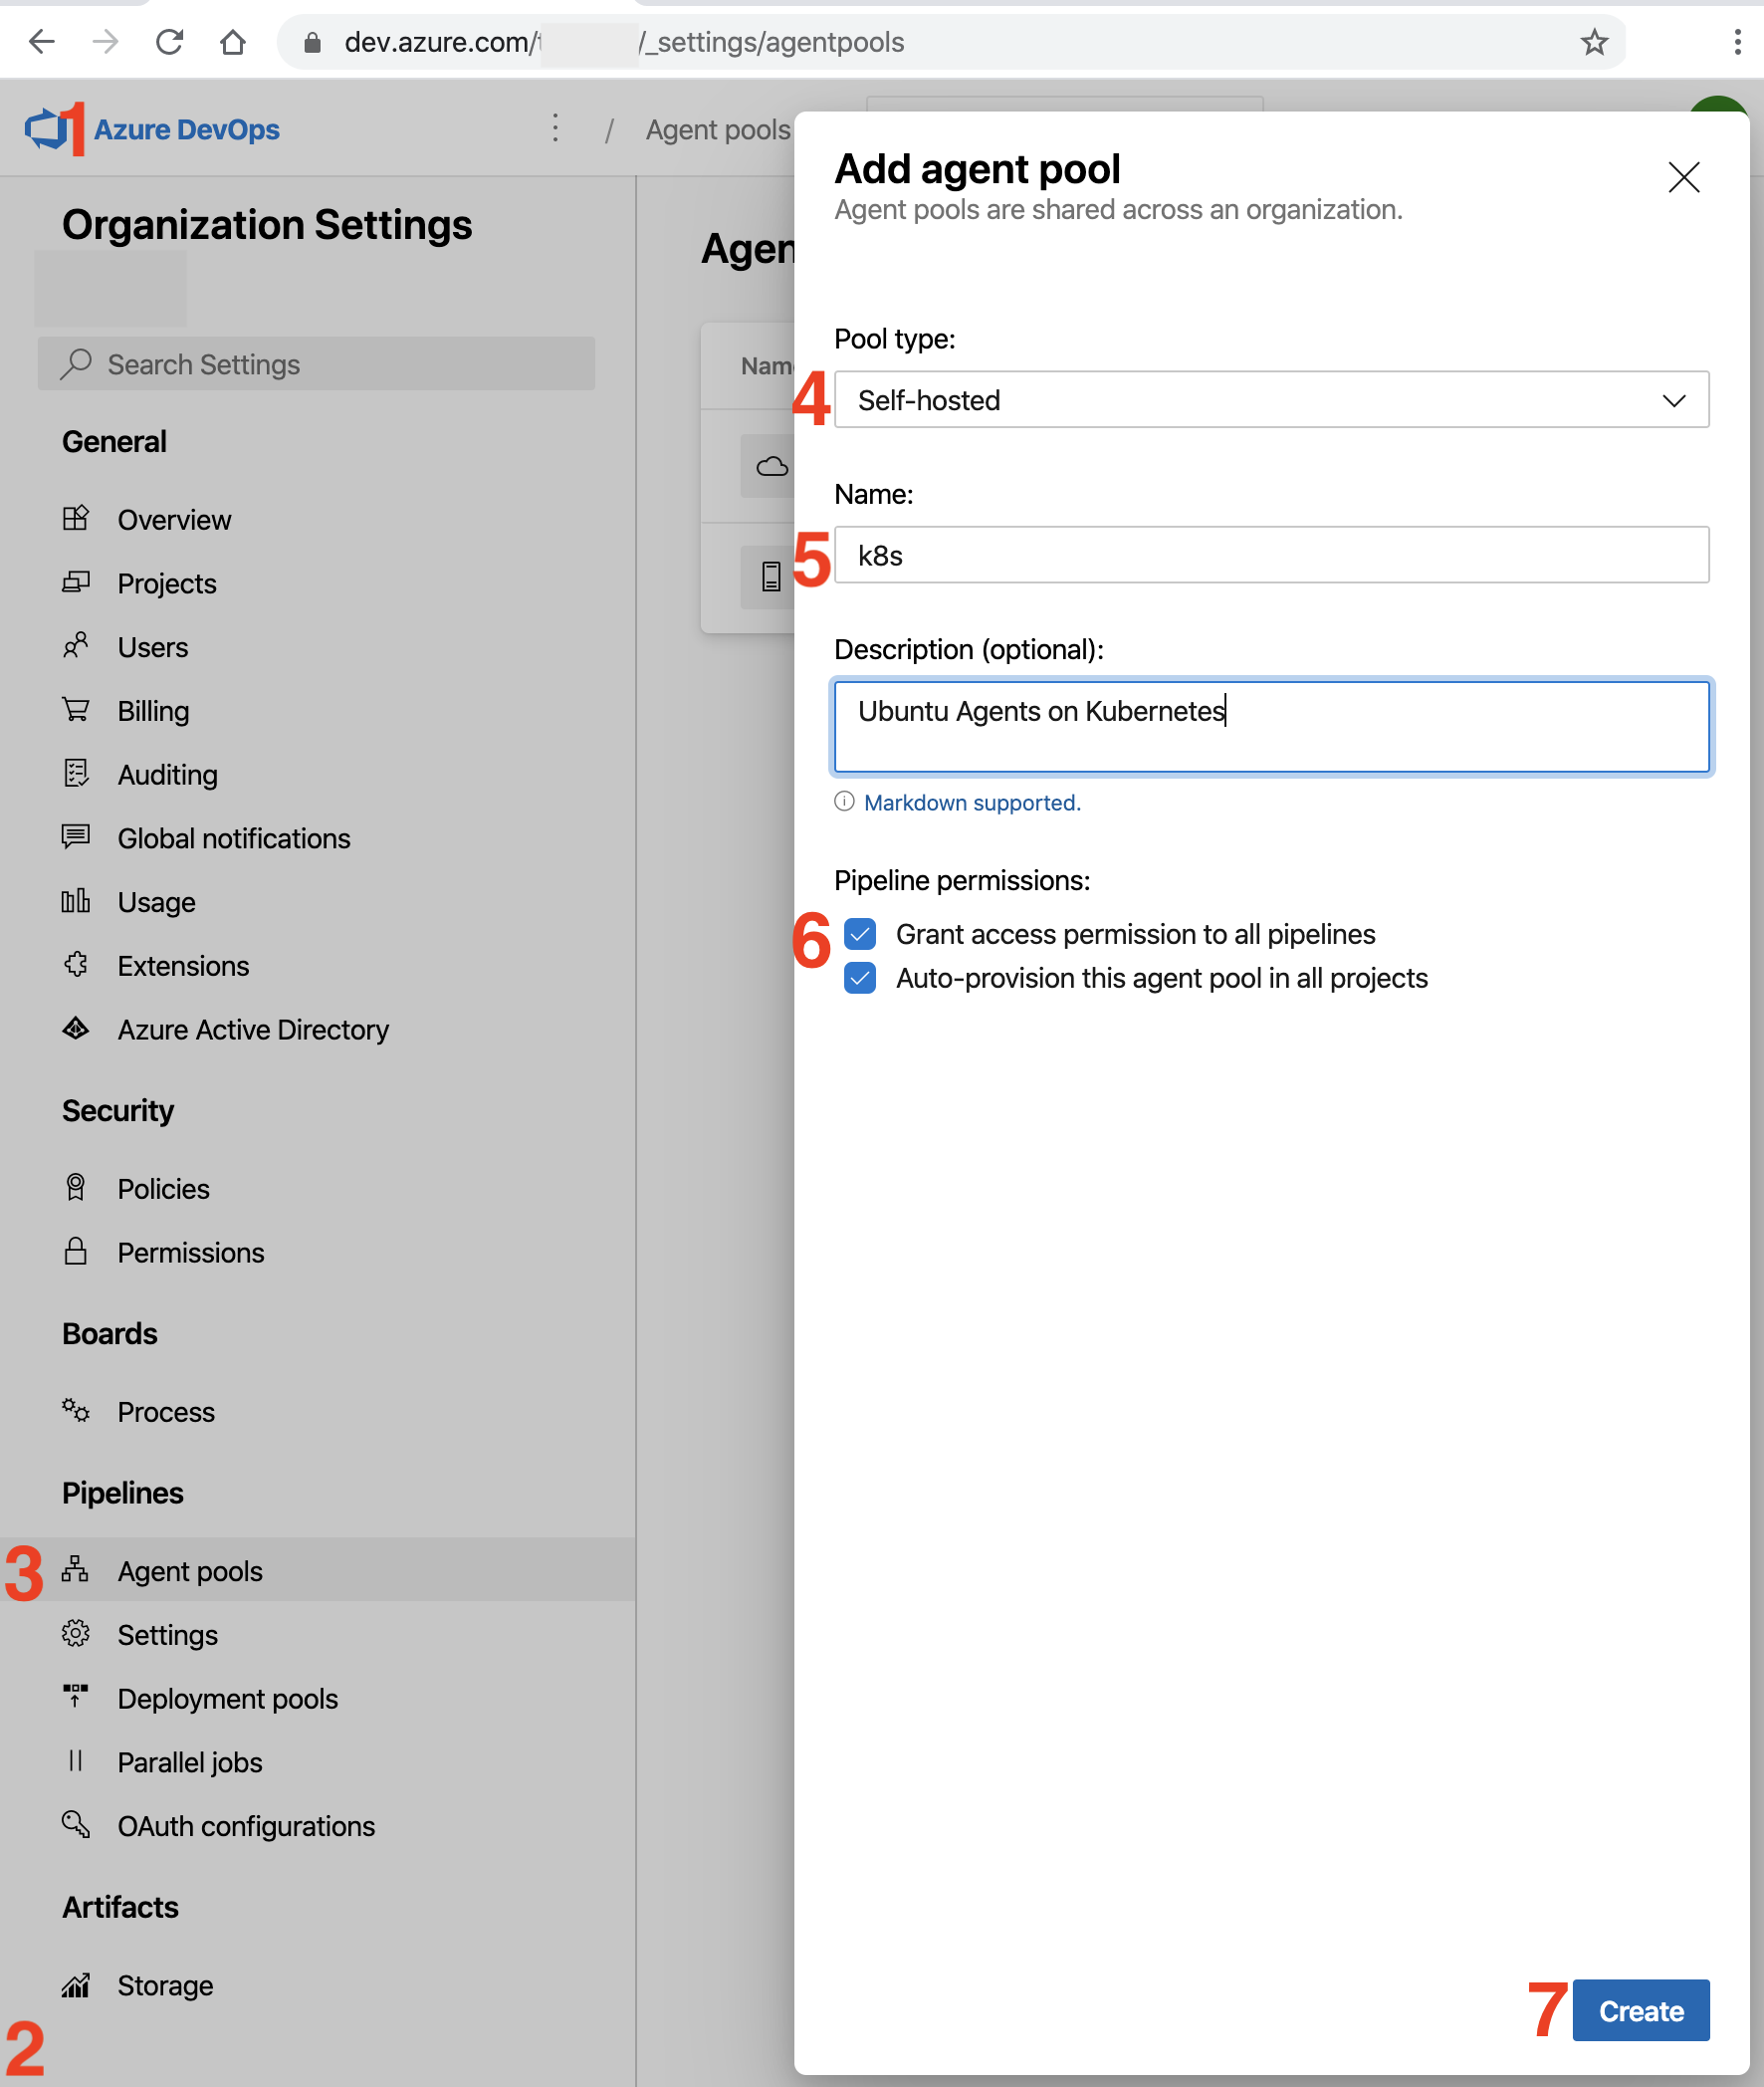 dev.azure.com/t /_settings/agentpools
1 Azure DevOps
/ Agent pools
Organization Settings
Search Settings
General
Overview
Projects
Users
Billing
Auditing
Global notifications
Usage
Extensions
Azure Active Directory
Security
Policies
Permissions
Boards
Process
Pipelines
3 Agent pools
Settings
Deployment pools
Parallel jobs
OAuth configurations
Artifacts
Storage
2
Agen
Nam
Add agent pool
Agent pools are shared across an organization.
Pool type:
4 Self-hosted
Name:
5 k8s
Description (optional):
Ubuntu Agents on Kubernetes
Markdown supported.
Pipeline permissions:
6 Grant access permission to all pipelines
Auto-provision this agent pool in all projects
7 Create